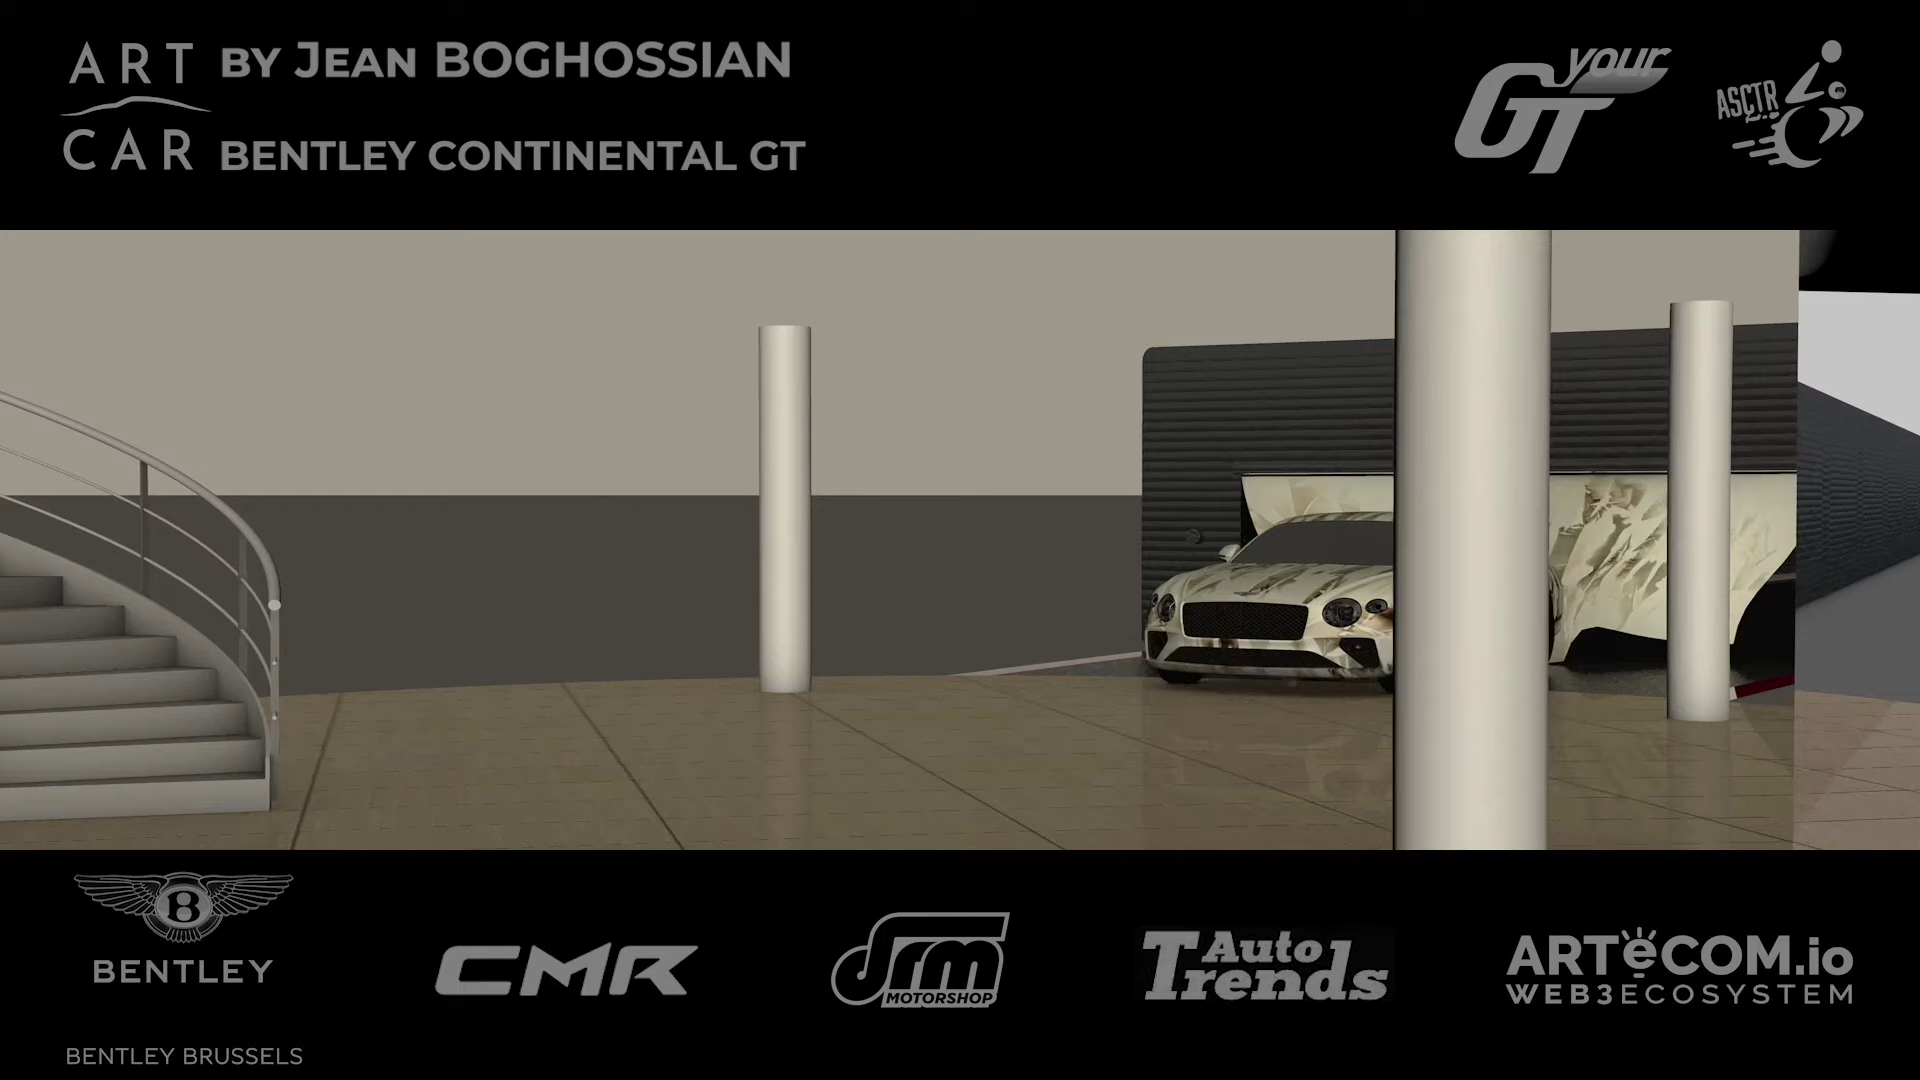 ART
CAR
BY JEAN BOGHOSSIAN
BENTLEY CONTINENTAL GT
your
GT
ASCTR
B
BENTLEY
BENTLEY BRUSSELS
CMR
JRM
MOTORSHOP
Auto
Trends
ARTeCOM.io
WEB3ECOSYSTEM